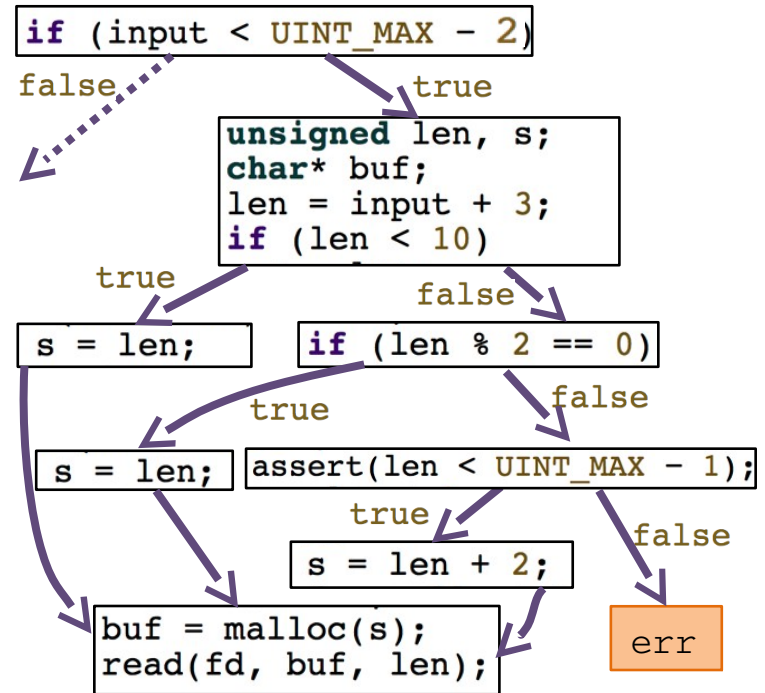 if (input < UINT_MAX - 2)
false
true
unsigned len, s;
char* buf;
len = input + 3;
if (len < 10)
true
false
s = len;
if (len % 2 == 0)
true
false
s = len;
assert(len < UINT_MAX - 1);
true
false
s = len + 2;
buf = malloc(s);
read(fd, buf, len);
err